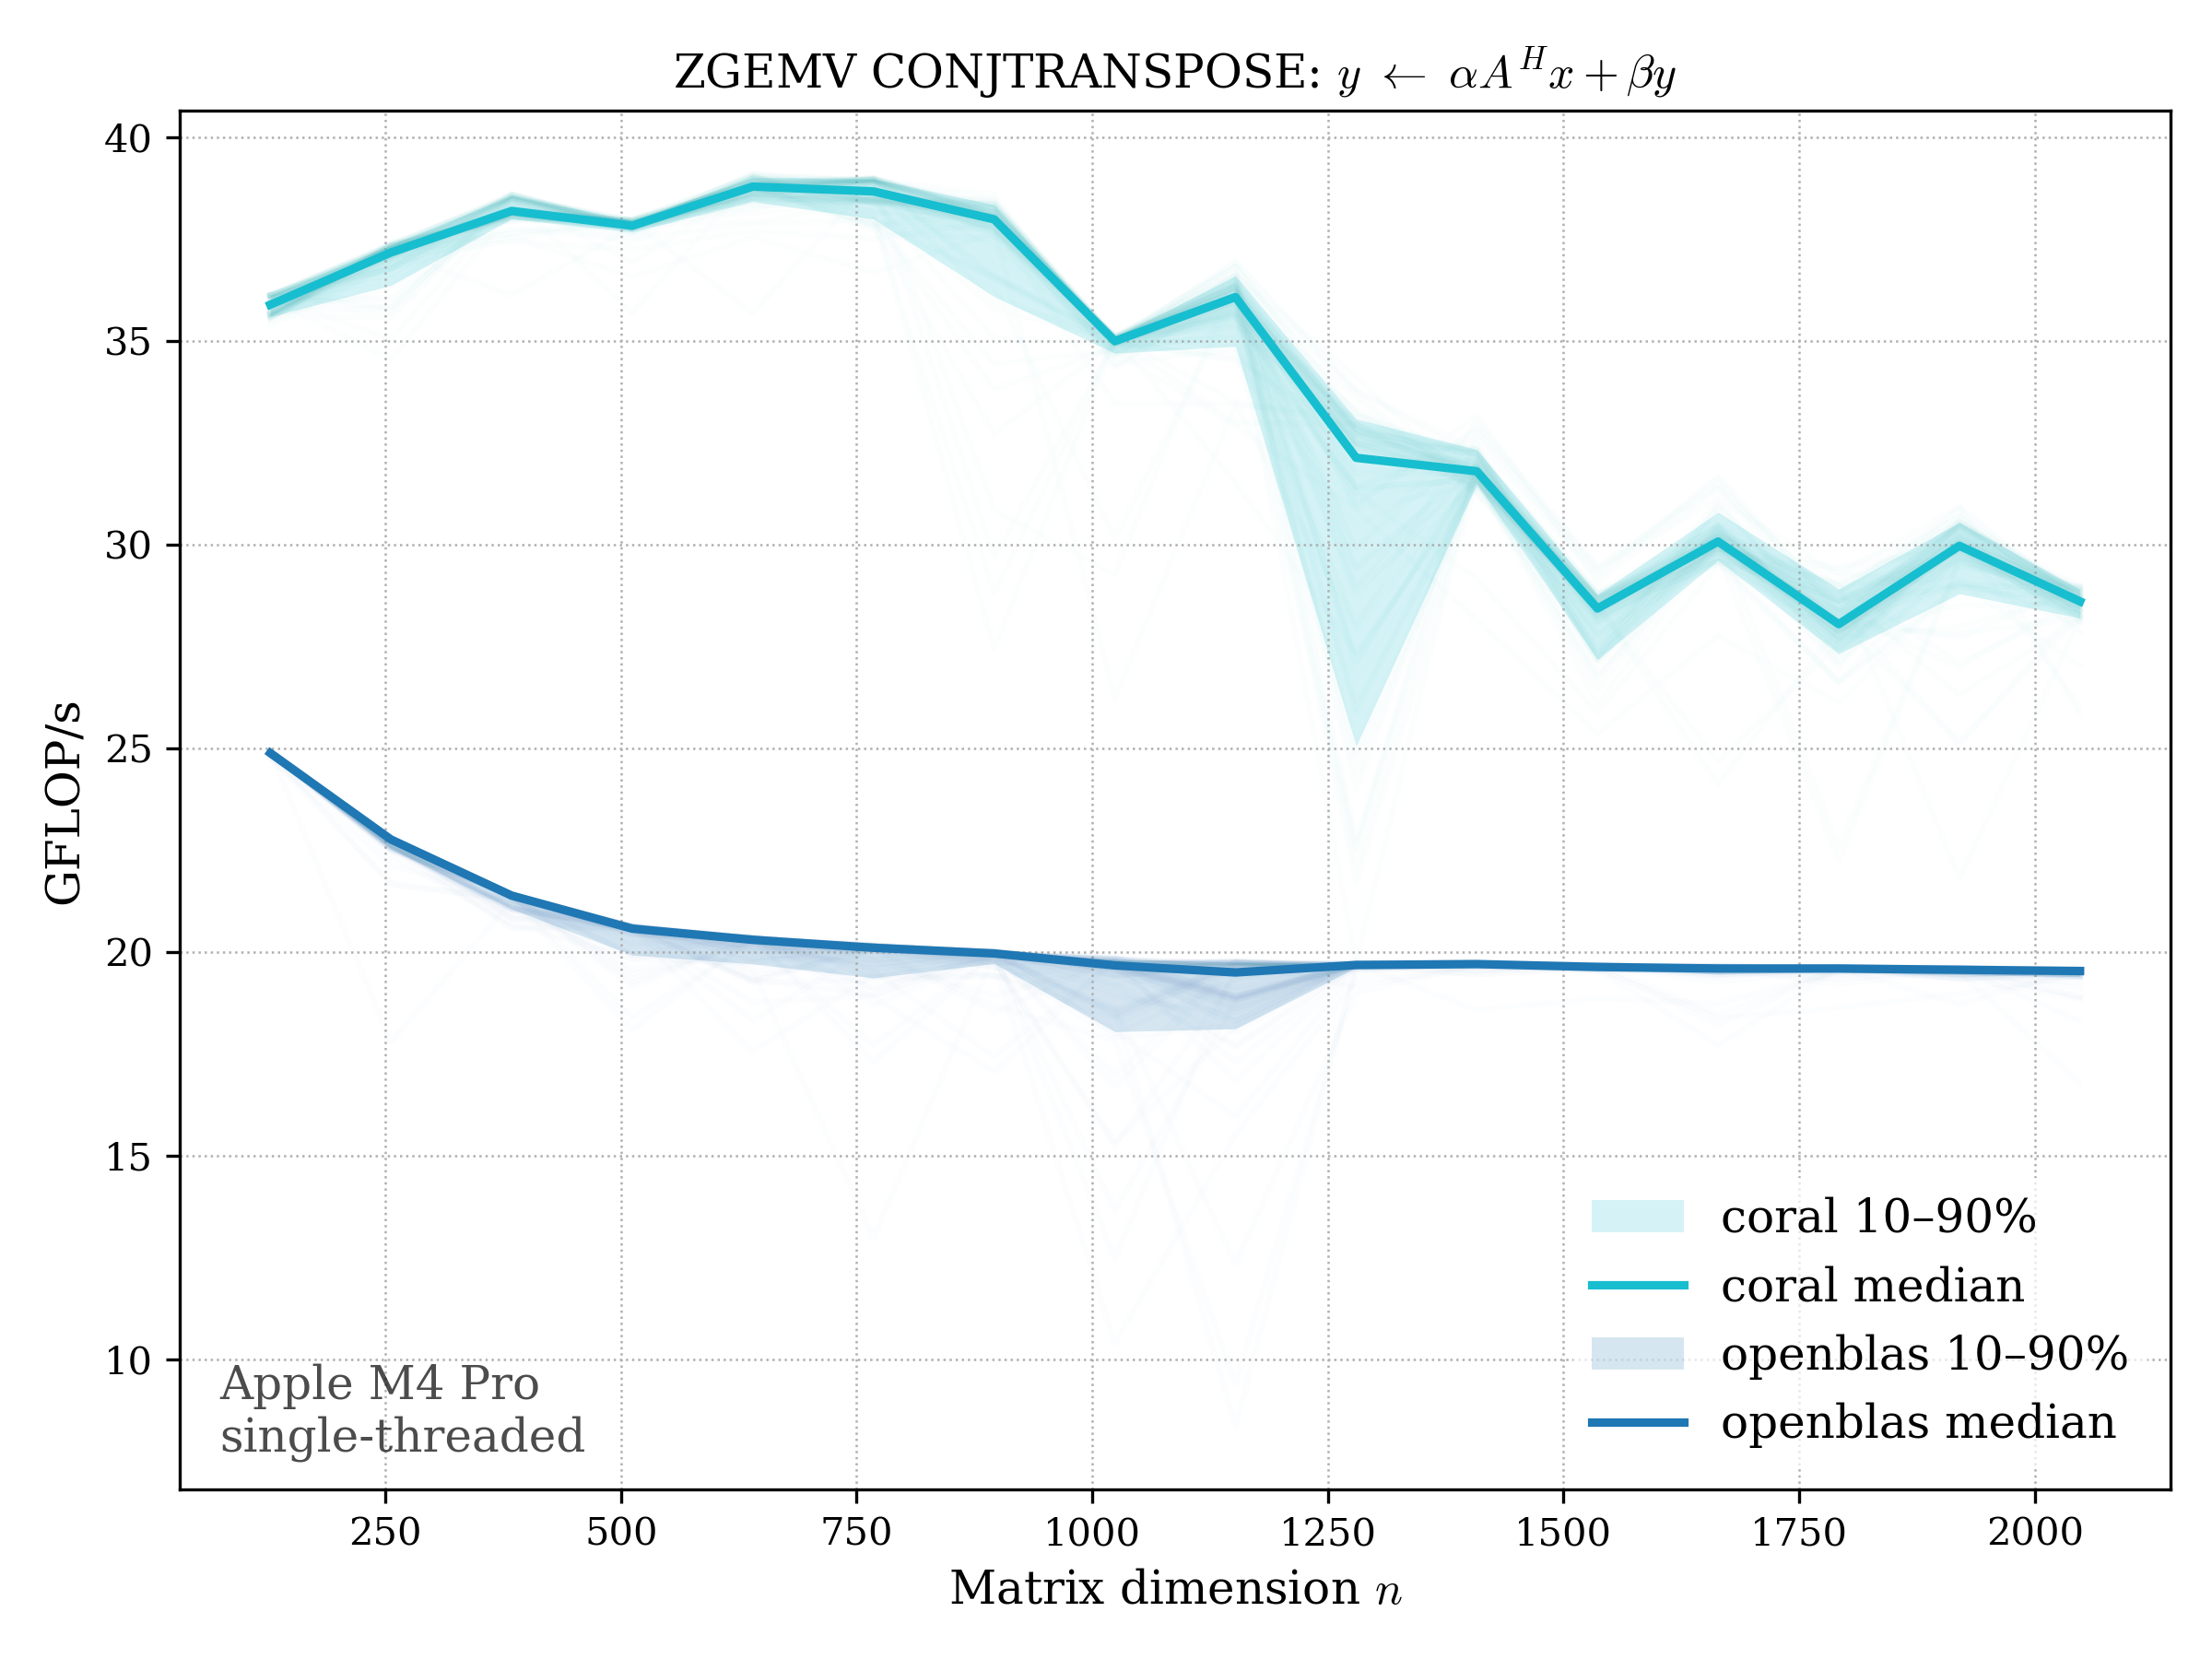 ZGEMV CONJTRANSPOSE: y ← αA^H x + βy
40
35
30
25
20
15
10
GFLOP/s
coral 10–90%
coral median
openblas 10–90%
openblas median
Apple M4 Pro
single-threaded
250 500 750 1000 1250 1500 1750 2000
Matrix dimension n